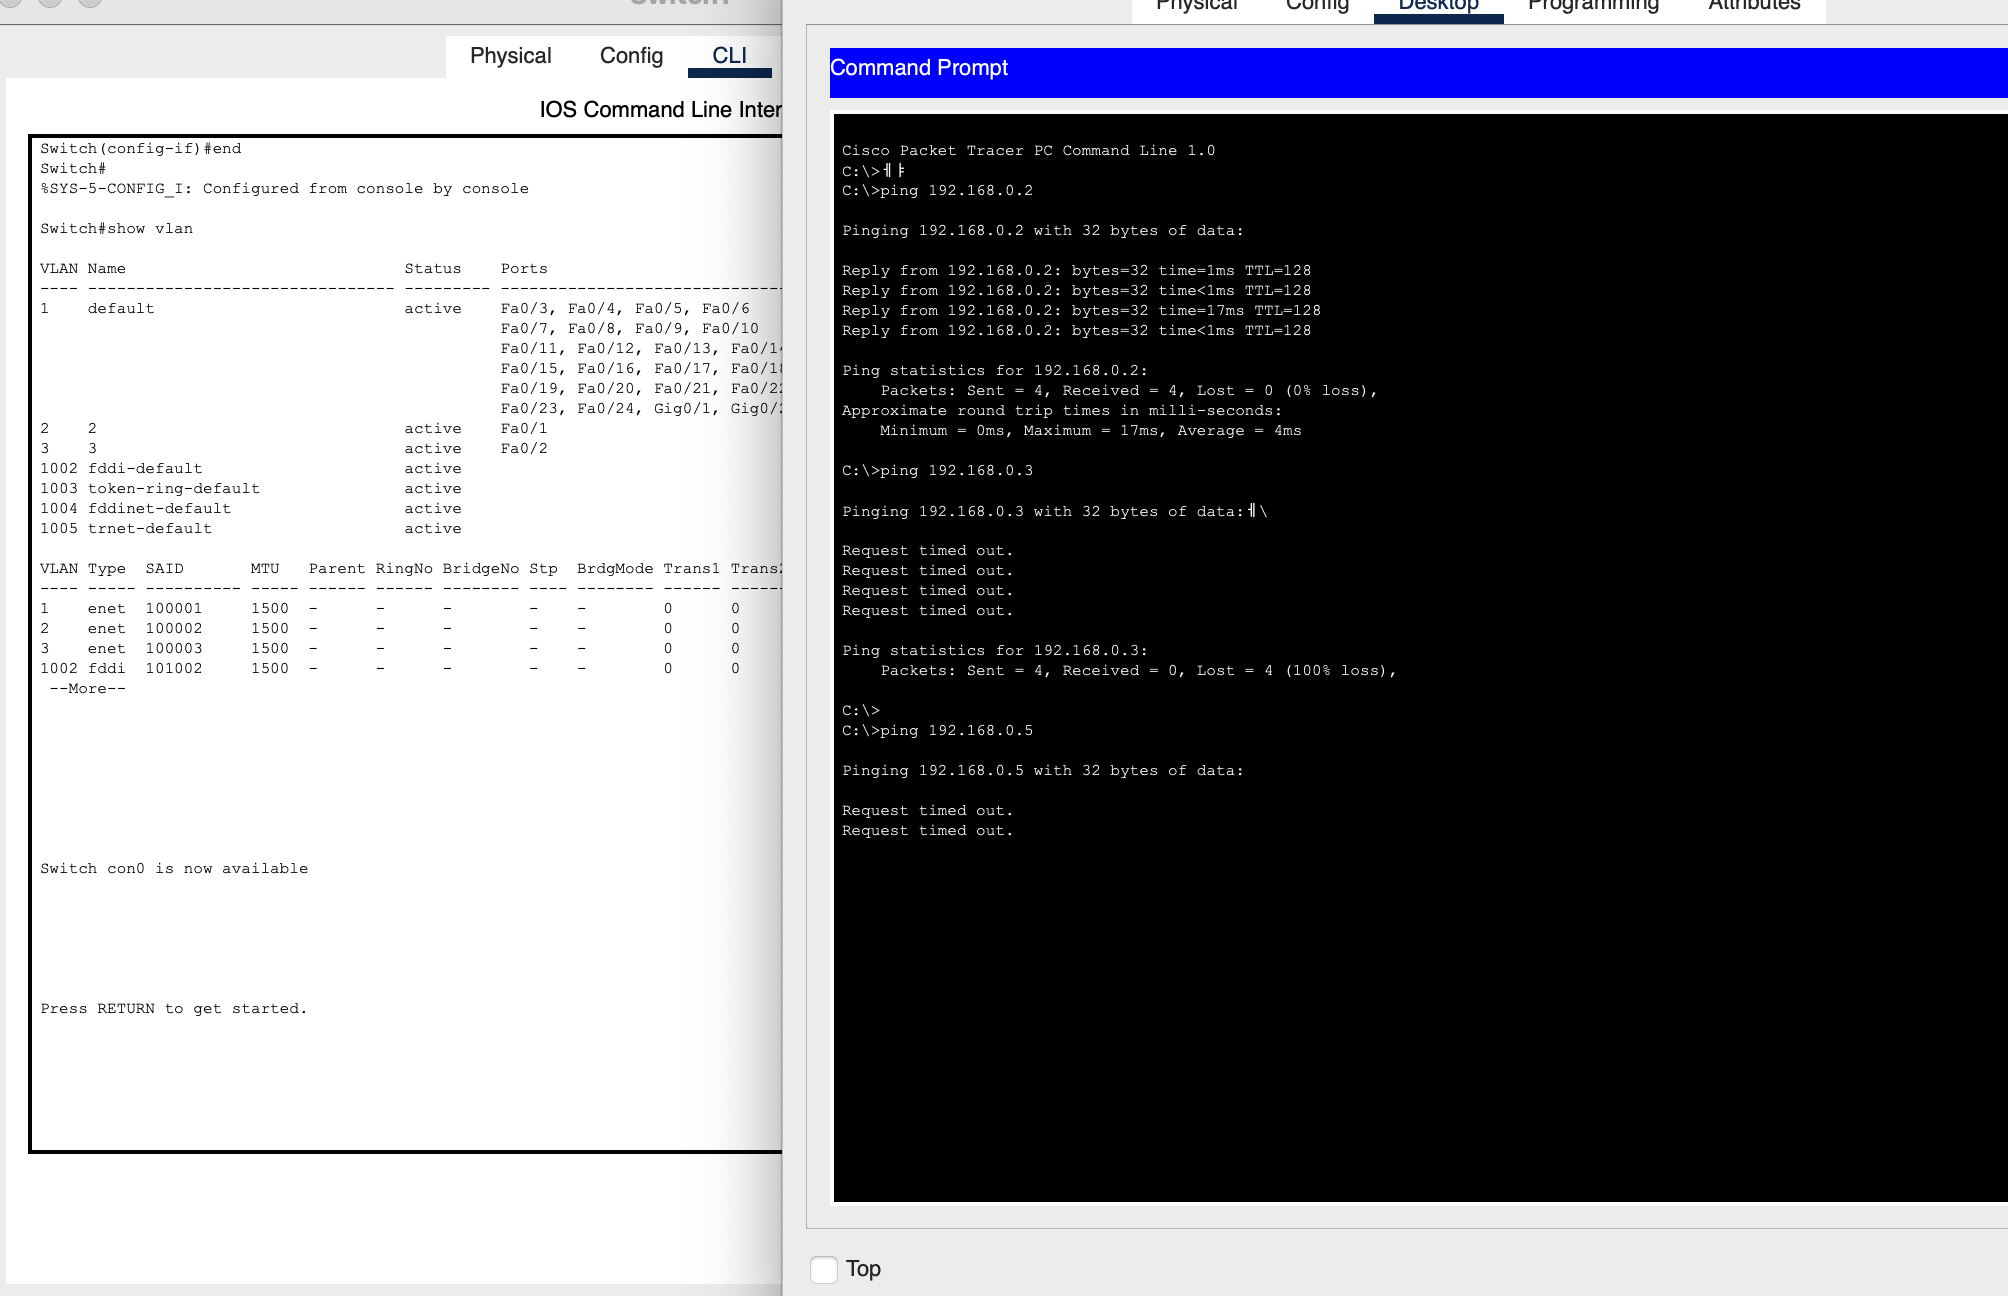 Physical Config CLI
IOS Command Line Inter
Switch(config-if)#end
Switch#
%SYS-5-CONFIG_I: Configured from console by console
Switch#show vlan
VLAN Name                             Status    Ports
---- -------------------------------- --------- -----------------------------
1    default                          active    Fa0/3, Fa0/4, Fa0/5, Fa0/6
                                                Fa0/7, Fa0/8, Fa0/9, Fa0/10
                                                Fa0/11, Fa0/12, Fa0/13, Fa0/1
                                                Fa0/15, Fa0/16, Fa0/17, Fa0/1
                                                Fa0/19, Fa0/20, Fa0/21, Fa0/2
                                                Fa0/23, Fa0/24, Gig0/1, Gig0/
2    2                                active    Fa0/1
3    3                                active    Fa0/2
1002 fddi-default                     active
1003 token-ring-default               active
1004 fddinet-default                  active
1005 trnet-default                    active
VLAN Type  SAID       MTU   Parent RingNo BridgeNo Stp  BrdgMode Trans1 Trans
---- ----- ---------- ----- ------ ------ -------- ---- -------- ------ -----
1    enet  100001     1500  -      -      -        -    -        0      0
2    enet  100002     1500  -      -      -        -    -        0      0
3    enet  100003     1500  -      -      -        -    -        0      0
1002 fddi  101002     1500  -      -      -        -    -        0      0
 --More--
Switch con0 is now available
Press RETURN to get started.
Physical Config Desktop Programming Attributes
Command Prompt
Cisco Packet Tracer PC Command Line 1.0
C:\>
C:\>ping 192.168.0.2
Pinging 192.168.0.2 with 32 bytes of data:
Reply from 192.168.0.2: bytes=32 time=1ms TTL=128
Reply from 192.168.0.2: bytes=32 time<1ms TTL=128
Reply from 192.168.0.2: bytes=32 time=17ms TTL=128
Reply from 192.168.0.2: bytes=32 time<1ms TTL=128
Ping statistics for 192.168.0.2:
    Packets: Sent = 4, Received = 4, Lost = 0 (0% loss),
Approximate round trip times in milli-seconds:
    Minimum = 0ms, Maximum = 17ms, Average = 4ms
C:\>ping 192.168.0.3
Pinging 192.168.0.3 with 32 bytes of data:\
Request timed out.
Request timed out.
Request timed out.
Request timed out.
Ping statistics for 192.168.0.3:
    Packets: Sent = 4, Received = 0, Lost = 4 (100% loss),
C:\>
C:\>ping 192.168.0.5
Pinging 192.168.0.5 with 32 bytes of data:
Request timed out.
Request timed out.
Top